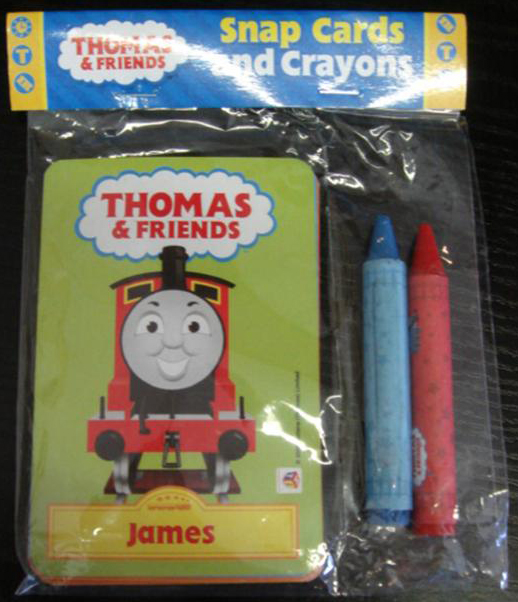 THOMAS
& FRIENDS
Snap Cards
and Crayons
T
T
THOMAS
& FRIENDS
James